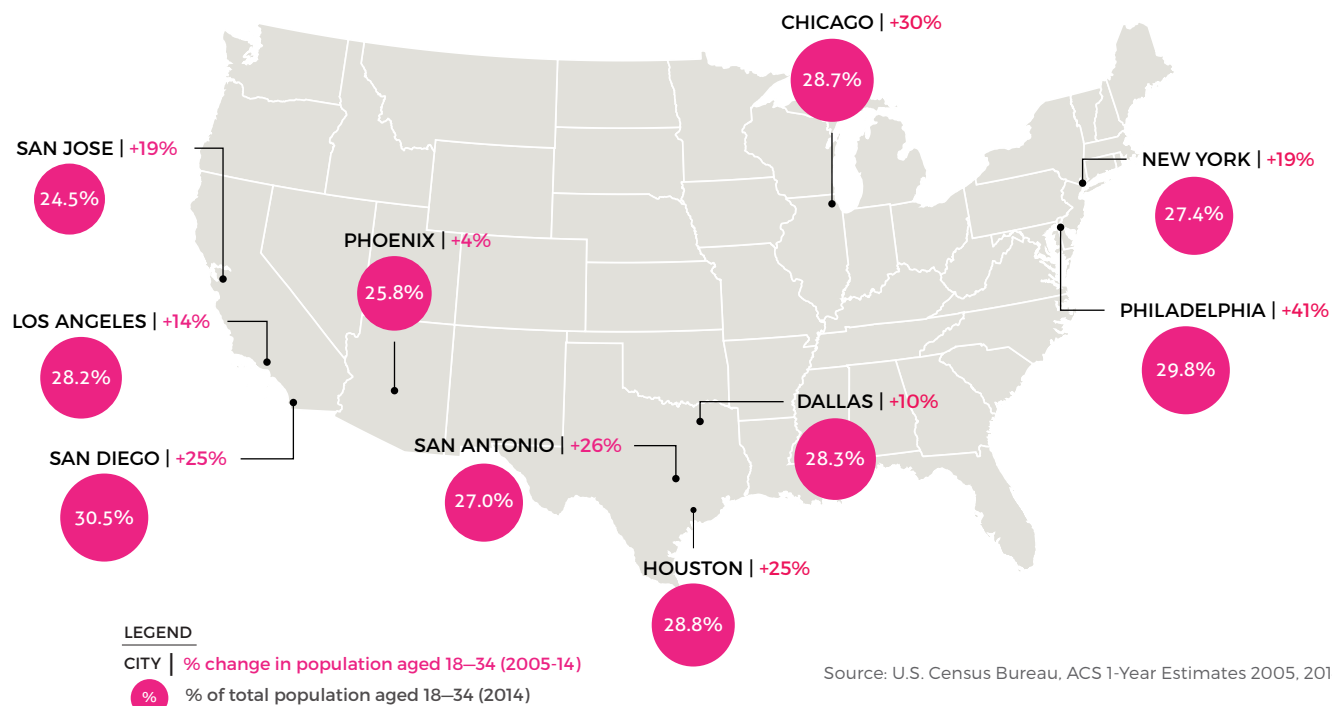 CHICAGO | +30%
28.7%
SAN JOSE | +19%
24.5%
NEW YORK | +19%
27.4%
PHOENIX | +4%
25.8%
LOS ANGELES | +14%
28.2%
PHILADELPHIA | +41%
29.8%
DALLAS | +10%
28.3%
SAN ANTONIO | +26%
27.0%
SAN DIEGO | +25%
30.5%
HOUSTON | +25%
28.8%
LEGEND
CITY | % change in population aged 18—34 (2005-14)
% % of total population aged 18—34 (2014)
Source: U.S. Census Bureau, ACS 1-Year Estimates 2005, 201